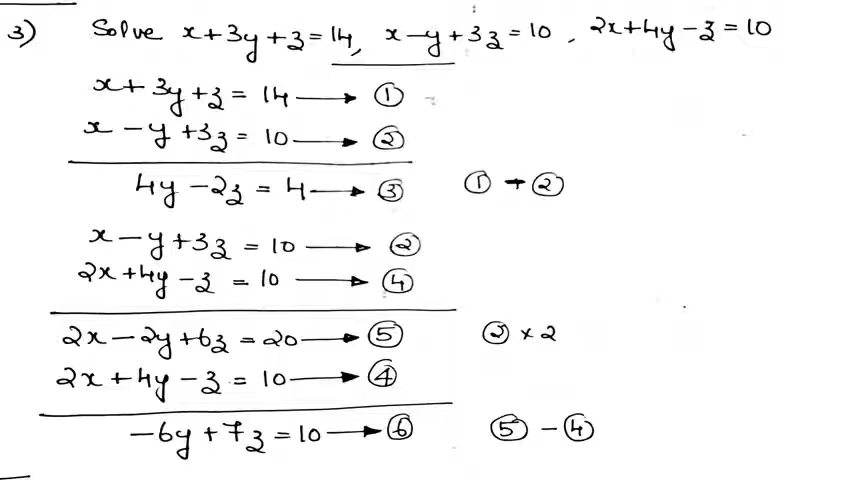 3) Solve x+3y+z=14, x-y+3z=10, 2x+4y-z=10
x+3y+z=14 → ①
x-y+3z=10 → ②
4y-2z=4 → ③ ①-②
x-y+3z=10 → ②
2x+4y-z=10 → ④
2x-2y+6z=20 → ⑤ ②×2
2x+4y-z=10 → ④
-6y+7z=10 → ⑥ ⑤-④